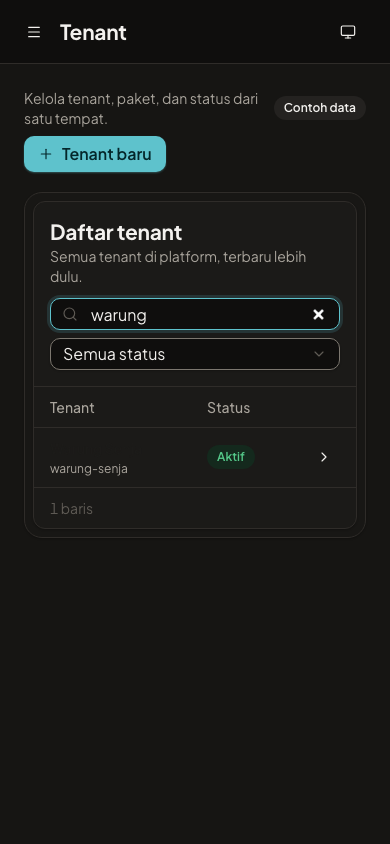 Tenant
Kelola tenant, paket, dan status dari
satu tempat.
Contoh data
Tenant baru
Daftar tenant
Semua tenant di platform, terbaru lebih
dulu.
warung
Semua status
Tenant Status
warung-senja
Aktif
1 baris